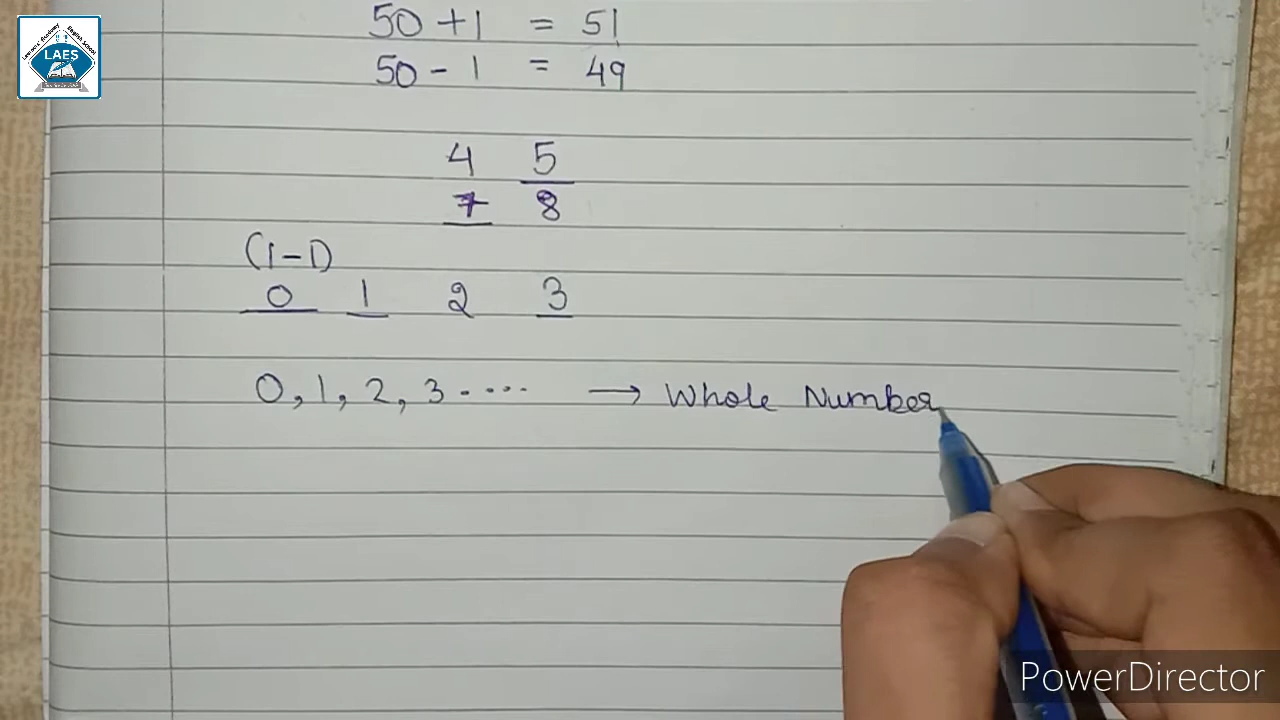 LAES
50 + 1 = 51
50 - 1 = 49
4 5
7 8
(1-1)
0 1 2 3
0, 1, 2, 3 ..... → Whole Number
PowerDirector